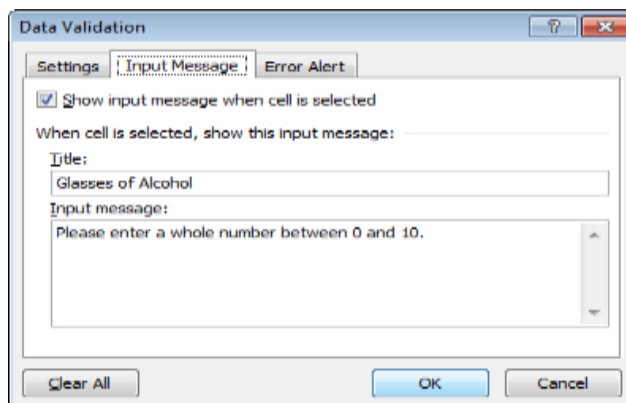 Data Validation
Settings Input Message Error Alert
Show input message when cell is selected
When cell is selected, show this input message:
Title:
Glasses of Alcohol
Input message:
Please enter a whole number between 0 and 10.
Clear All OK Cancel